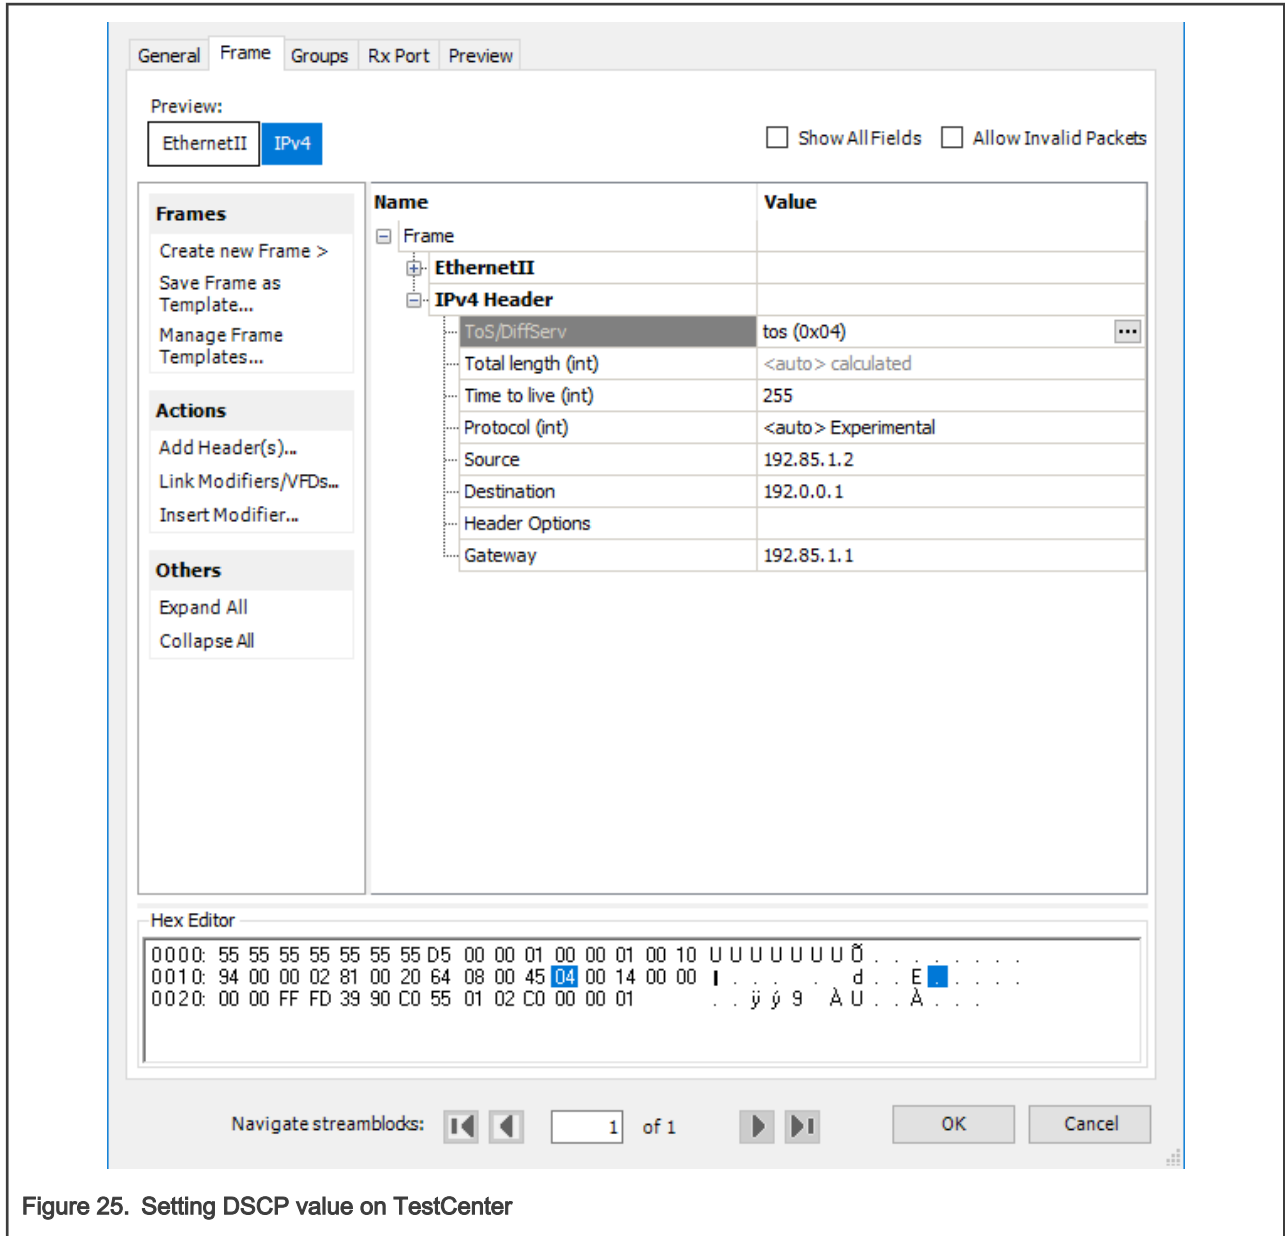 General Frame Groups Rx Port Preview
Preview:
EthernetII IPv4
Show All Fields Allow Invalid Packets
Frames
Create new Frame >
Save Frame as
Template...
Manage Frame
Templates...
Actions
Add Header(s)...
Link Modifiers/VFDs...
Insert Modifier...
Others
Expand All
Collapse All
Name Value
Frame
EthernetII
IPv4 Header
ToS/DiffServ tos (0x04) ...
Total length (int) <auto> calculated
Time to live (int) 255
Protocol (int) <auto> Experimental
Source 192.85.1.2
Destination 192.0.0.1
Header Options
Gateway 192.85.1.1
Hex Editor
0000: 55 55 55 55 55 55 55 D5 00 00 01 00 00 01 00 10 U U U U U U U Õ . . . . . . . .
0010: 94 00 00 02 81 00 20 64 08 00 45 04 00 14 00 00 . . . . d . . E . . . . .
0020: 00 00 FF FD 39 90 C0 55 01 02 C0 00 00 01 . . ÿ ý 9 À U . . À . . .
Navigate streamblocks: 1 of 1 OK Cancel
Figure 25. Setting DSCP value on TestCenter